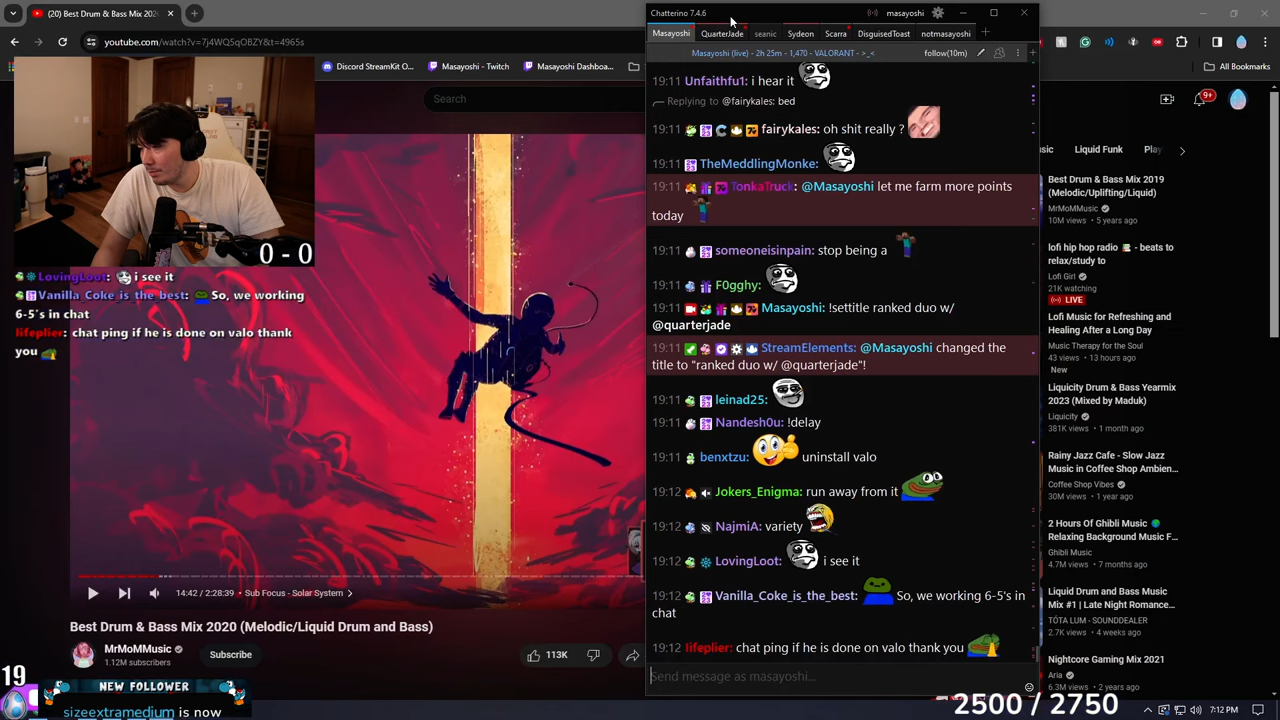 (20) Best Drum & Bass Mix 2020 (
youtube.com/watch?v=7j4WQ5qOBZY&t=4965s
Discord StreamKit O...
Masayoshi - Twitch
Masayoshi Dashboa...
All Bookmarks
Search
9+
0 - 0
LovingLoot: i see it
Vanilla_Coke_is_the_best: So, we working
6-5's in chat
lifeplier: chat ping if he is done on valo thank
you
14:42 / 2:28:39 • Sub Focus - Solar System
Best Drum & Bass Mix 2020 (Melodic/Liquid Drum and Bass)
MrMoMMusic
1.12M subscribers
Subscribe
113K
19
NEW FOLLOWER
sizeextramedium is now
Chatterino 7.4.6
masayoshi
Masayoshi
QuarterJade
seanic
Sydeon
Scarra
DisguisedToast
notmasayoshi
Masayoshi (live) - 2h 25m - 1,470 - VALORANT - >_<
follow(10m)
19:11 Unfaithfu1: i hear it
Replying to @fairykales: bed
19:11 fairykales: oh shit really ?
19:11 TheMeddlingMonke:
19:11 TonkaTruck: @Masayoshi let me farm more points
today
19:11 someoneisinpain: stop being a
19:11 F0gghy:
19:11 Masayoshi: !settitle ranked duo w/
@quarterjade
19:11 StreamElements: @Masayoshi changed the
title to "ranked duo w/ @quarterjade"!
19:11 leinad25:
19:11 Nandesh0u: !delay
19:11 benxtzu: uninstall valo
19:12 Jokers_Enigma: run away from it
19:12 NajmiA: variety
19:12 LovingLoot: i see it
19:12 Vanilla_Coke_is_the_best: So, we working 6-5's in
chat
19:12 lifeplier: chat ping if he is done on valo thank you
Send message as masayoshi...
2500 / 2750
Liquid Funk
Best Drum & Bass Mix 2019
(Melodic/Uplifting/Liquid)
MrMoMMusic
10M views • 5 years ago
lofi hip hop radio - beats to
relax/study to
Lofi Girl
21K watching
LIVE
Lofi Music for Refreshing and
Healing After a Long Day
Music Therapy for the Soul
43 views • 13 hours ago
New
Liquicity Drum & Bass Yearmix
2023 (Mixed by Maduk)
Liquicity
381K views • 1 month ago
Rainy Jazz Cafe - Slow Jazz
Music in Coffee Shop Ambien...
Coffee Shop Vibes
30M views • 1 year ago
2 Hours Of Ghibli Music
Relaxing Background Music F...
Ghibli Music
4.7M views • 7 months ago
Liquid Drum and Bass Music
Mix #1 | Late Night Romance...
TÓTA LUM - SOUNDDEALER
2.7K views • 4 weeks ago
Nightcore Gaming Mix 2021
Aria
6.3M views • 2 years ago
7:12 PM